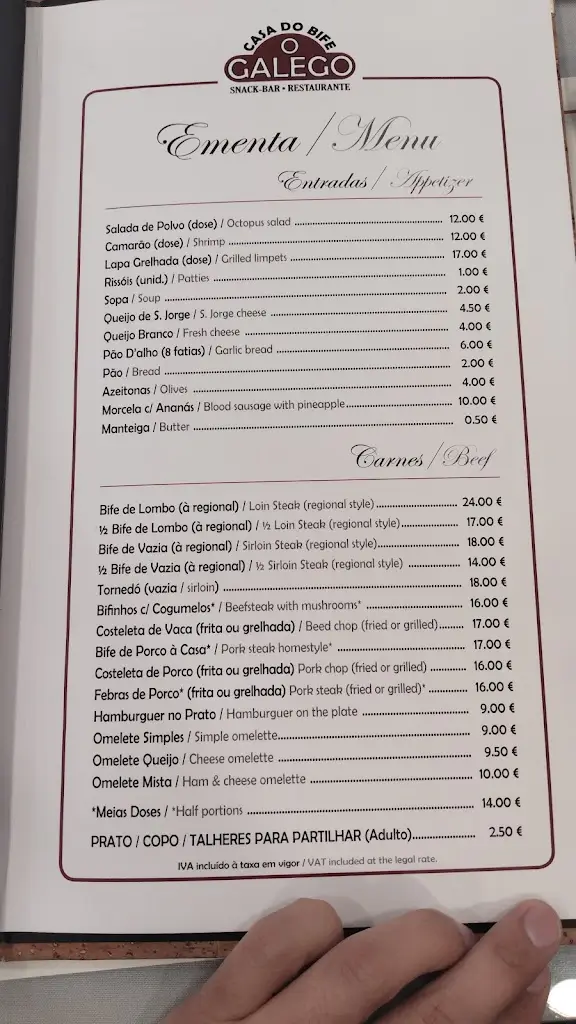 CASA DO BIFE
O
GALEGO
SNACK-BAR • RESTAURANTE
Ementa / Menu
Entradas / Appetizer
Salada de Polvo (dose) / Octopus salad 12.00 €
Camarão (dose) / Shrimp 12.00 €
Lapa Grelhada (dose) / Grilled limpets 17.00 €
Rissóis (unid.) / Patties 1.00 €
Sopa / Soup 2.00 €
Queijo de S. Jorge / S. Jorge cheese 4.50 €
Queijo Branco / Fresh cheese 4.00 €
Pão D'alho (8 fatias) / Garlic bread 6.00 €
Pão / Bread 2.00 €
Azeitonas / Olives 4.00 €
Morcela c/ Ananás / Blood sausage with pineapple 10.00 €
Manteiga / Butter 0.50 €
Carnes / Beef
Bife de Lombo (à regional) / Loin Steak (regional style) 24.00 €
½ Bife de Lombo (à regional) / ½ Loin Steak (regional style) 17.00 €
Bife de Vazia (à regional) / Sirloin Steak (regional style) 18.00 €
½ Bife de Vazia (à regional) / ½ Sirloin Steak (regional style) 14.00 €
Tornedó (vazia / sirloin) 18.00 €
Bifinhos c/ Cogumelos* / Beefsteak with mushrooms* 16.00 €
Costeleta de Vaca (frita ou grelhada) / Beed chop (fried or grilled) 17.00 €
Bife de Porco à Casa* / Pork steak homestyle* 17.00 €
Costeleta de Porco (frita ou grelhada) Pork chop (fried or grilled) 16.00 €
Febras de Porco* (frita ou grelhada) Pork steak (fried or grilled)* 16.00 €
Hamburguer no Prato / Hamburguer on the plate 9.00 €
Omelete Simples / Simple omelette 9.00 €
Omelete Queijo / Cheese omelette 9.50 €
Omelete Mista / Ham & cheese omelette 10.00 €
*Meias Doses / *Half portions 14.00 €
PRATO / COPO / TALHERES PARA PARTILHAR (Adulto) 2.50 €
IVA incluído à taxa em vigor / VAT included at the legal rate.